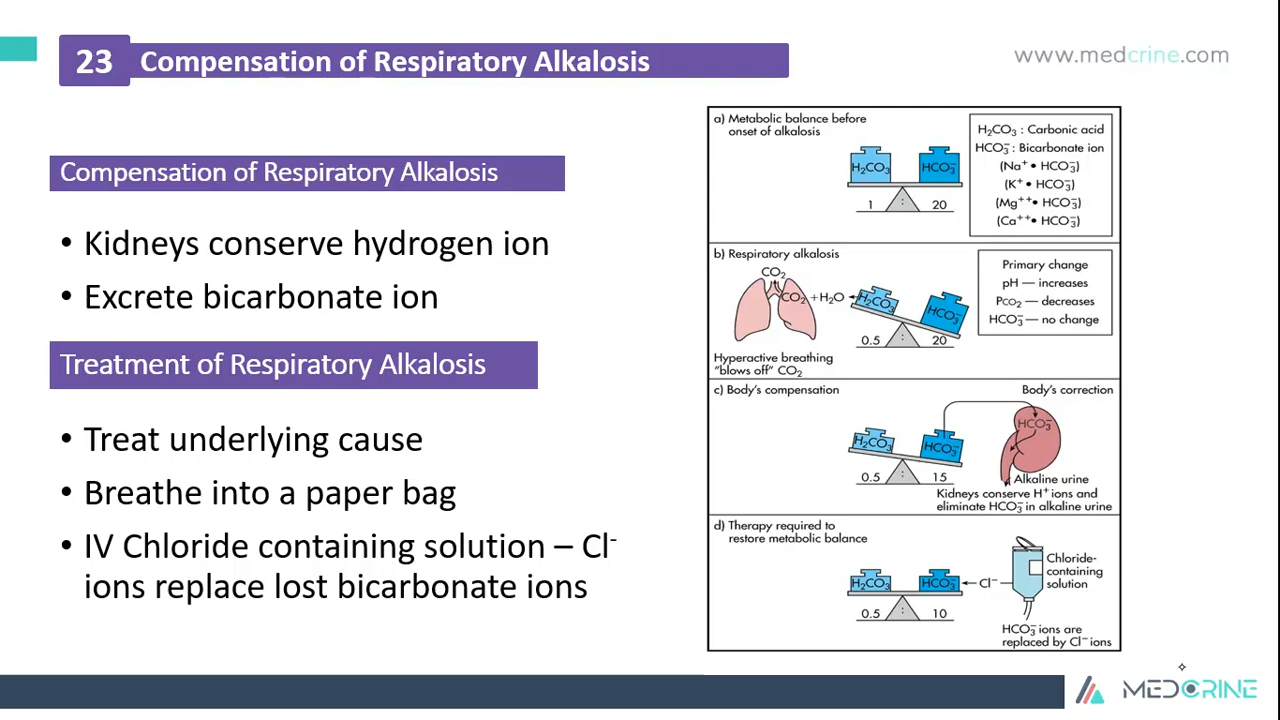 23 Compensation of Respiratory Alkalosis
www.medcrine.com
Compensation of Respiratory Alkalosis
• Kidneys conserve hydrogen ion
• Excrete bicarbonate ion
Treatment of Respiratory Alkalosis
• Treat underlying cause
• Breathe into a paper bag
• IV Chloride containing solution – Cl⁻
ions replace lost bicarbonate ions
a) Metabolic balance before
onset of alkalosis
H₂CO₃ HCO₃⁻
1 : 20
H₂CO₃ : Carbonic acid
HCO₃⁻ : Bicarbonate ion
(Na⁺ • HCO₃⁻)
(K⁺ • HCO₃⁻)
(Mg⁺⁺• HCO₃⁻)
(Ca⁺⁺• HCO₃⁻)
b) Respiratory alkalosis
CO₂
CO₂ + H₂O
H₂CO₃ HCO₃⁻
0.5 : 20
Hyperactive breathing
"blows off" CO₂
Primary change
pH — increases
PCO₂ — decreases
HCO₃⁻ — no change
c) Body's compensation
Body's correction
H₂CO₃ HCO₃⁻
0.5 : 15
HCO₃⁻
Alkaline urine
Kidneys conserve H⁺ ions and
eliminate HCO₃⁻ in alkaline urine
d) Therapy required to
restore metabolic balance
H₂CO₃ HCO₃⁻ Cl⁻
0.5 : 10
Chloride-
containing
solution
HCO₃⁻ ions are
replaced by Cl⁻ ions
MEDCRINE